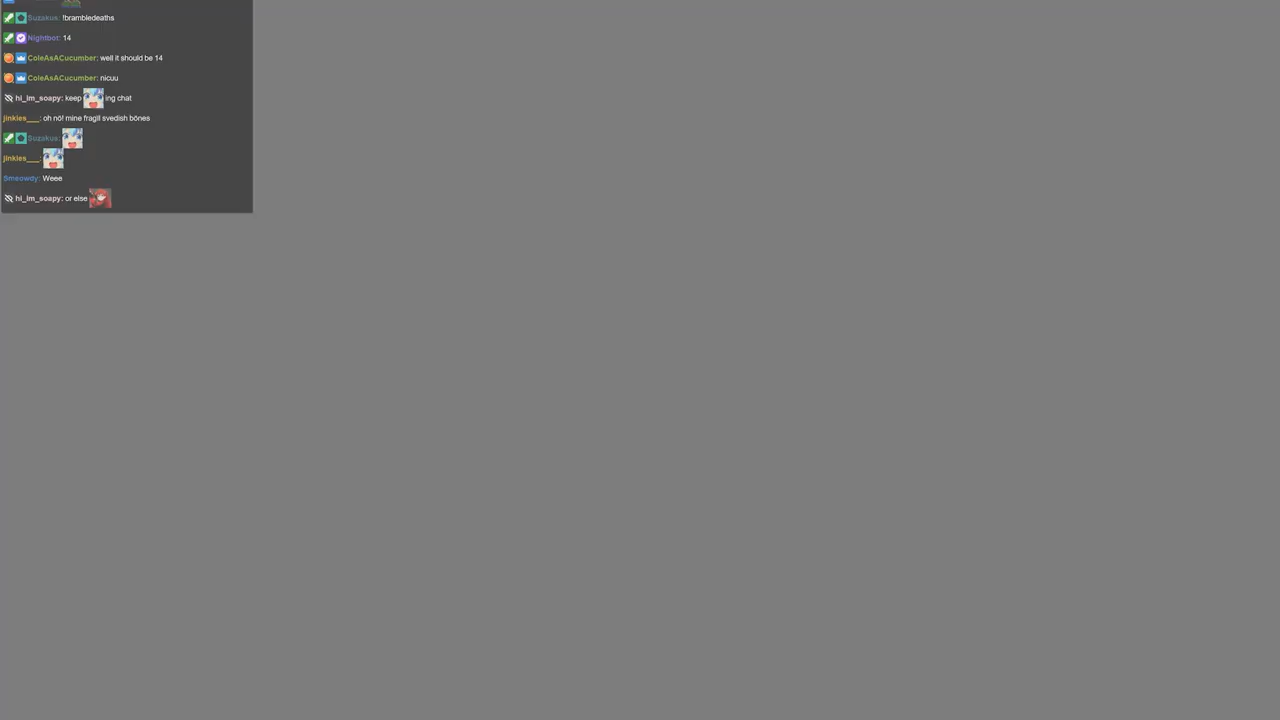 Suzakus: !brambledeaths
Nightbot: 14
ColeAsACucumber: well it should be 14
ColeAsACucumber: nicuu
hi_im_soapy: keep ing chat
jinkies___: oh nö! mine fragil svedish bönes
Suzakus:
jinkies___:
Smeowdy: Weee
hi_im_soapy: or else